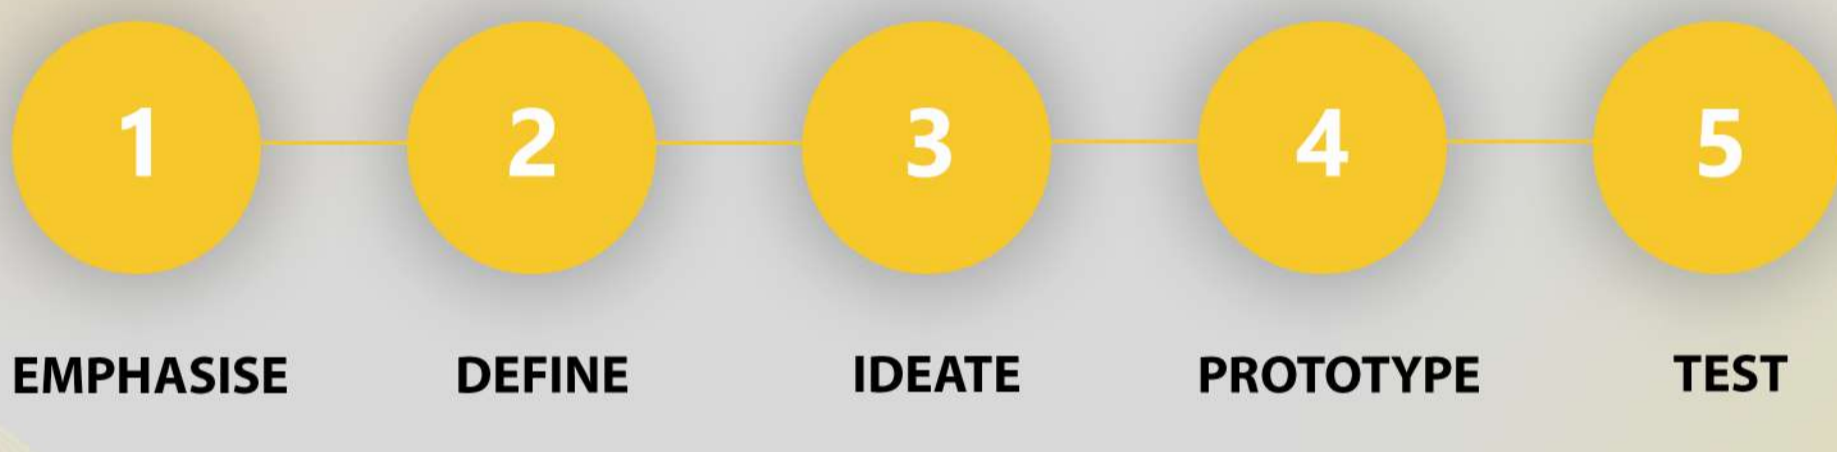 1 2 3 4 5
EMPHASISE DEFINE IDEATE PROTOTYPE TEST